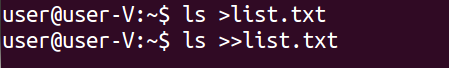 user@user-V:~$ ls >list.txt
user@user-V:~$ ls >>list.txt